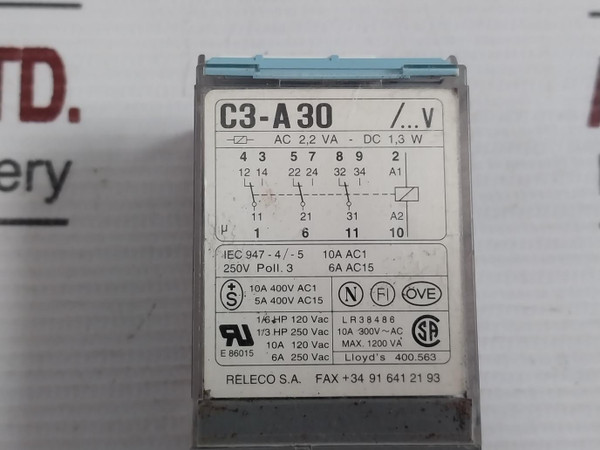 C3-A30 /...V
AC 2,2 VA - DC 1,3 W
4 3 5 7 8 9 2
12 14 22 24 32 34 A1
11 21 31 A2
µ 1 6 11 10
IEC 947 - 4 / - 5 10A AC1
250V Poll. 3 6A AC15
+S 10A 400V AC1
5A 400V AC15
N FI ÖVE
1/6 HP 120 Vac
1/3 HP 250 Vac
10A 120 Vac
6A 250 Vac
E 86015
LR38486
10A 300V~AC
MAX. 1200 VA
SA
Lloyd's 400.563
RELECO S.A. FAX +34 91 641 21 93
TD.
ery